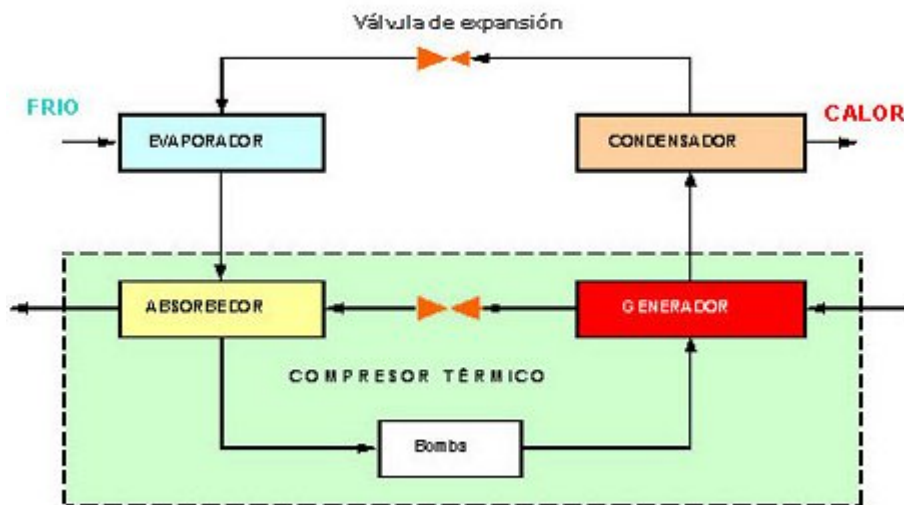 Válvula de expansión
FRIO
CALOR
EVAPORADOR
CONDENSADOR
ABSORBEDOR
GENERADOR
COMPRESOR TÉRMICO
Bomba